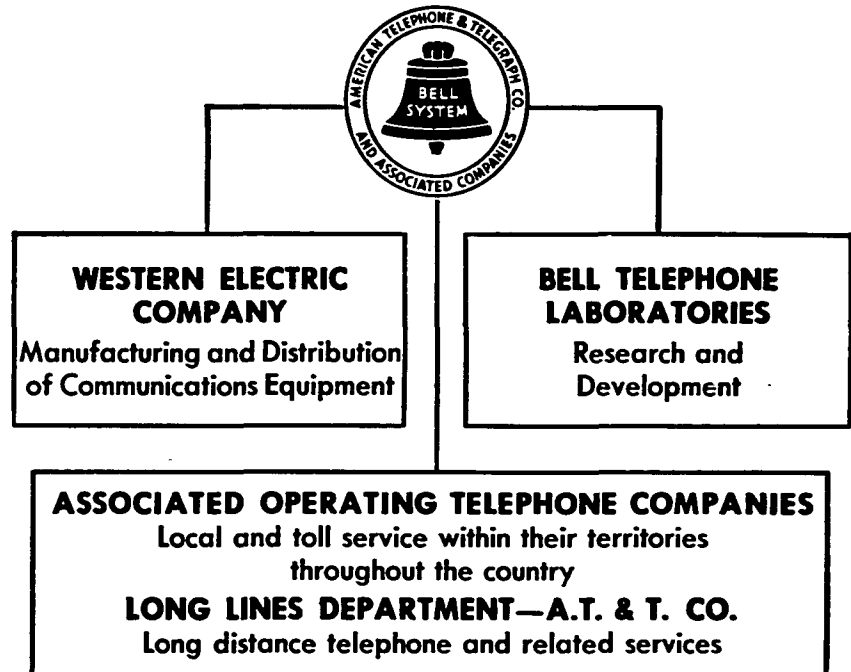 AMERICAN TELEPHONE & TELEGRAPH CO.
BELL
SYSTEM
AND ASSOCIATED COMPANIES
WESTERN ELECTRIC
COMPANY
Manufacturing and Distribution
of Communications Equipment
BELL TELEPHONE
LABORATORIES
Research and
Development
ASSOCIATED OPERATING TELEPHONE COMPANIES
Local and toll service within their territories
throughout the country
LONG LINES DEPARTMENT—A.T. & T. CO.
Long distance telephone and related services